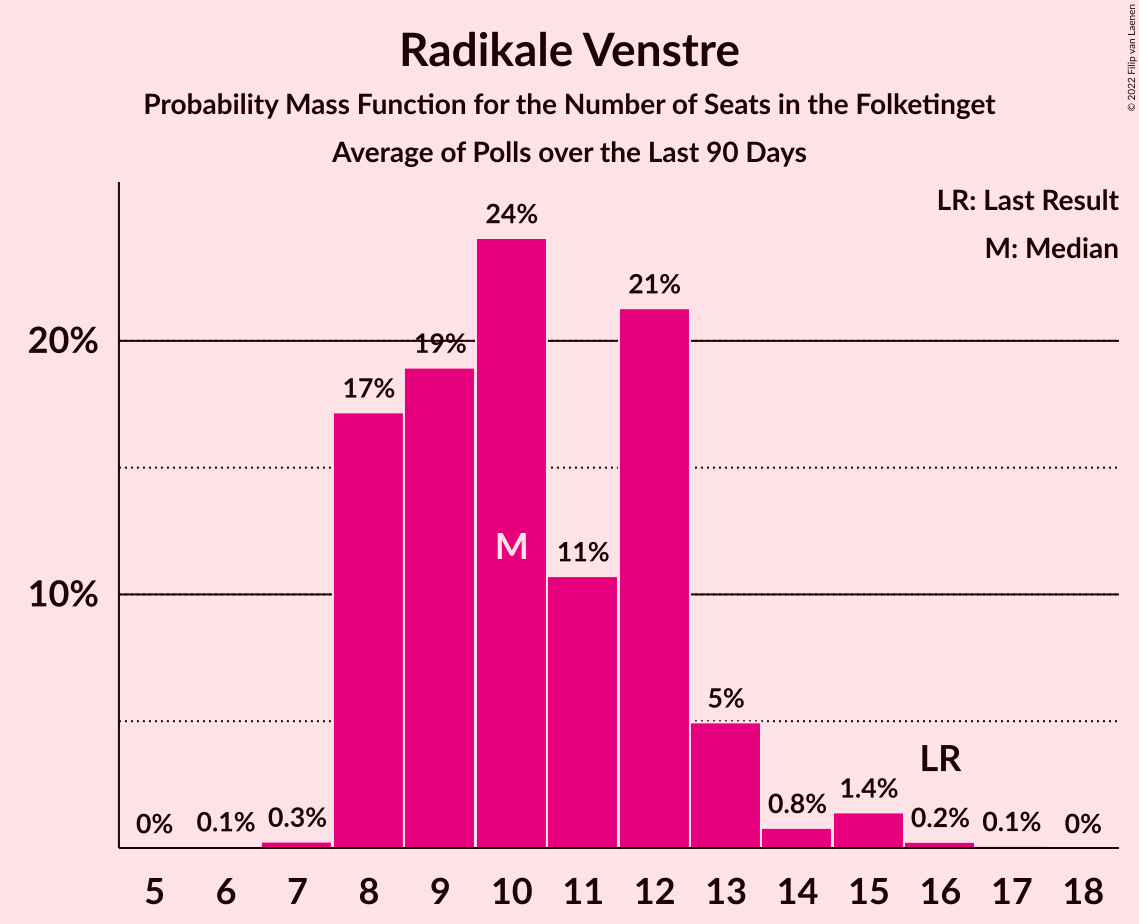 Radikale Venstre
Probability Mass Function for the Number of Seats in the Folketinget
Average of Polls over the Last 90 Days
© 2022 Filip van Laenen
LR: Last Result
M: Median
24%
21%
20%
19%
17%
M
11%
10%
5%
LR
1.4%
0.8%
0% 0.1% 0.3% 0.2% 0.1% 0%
5 6 7 8 9 10 11 12 13 14 15 16 17 18